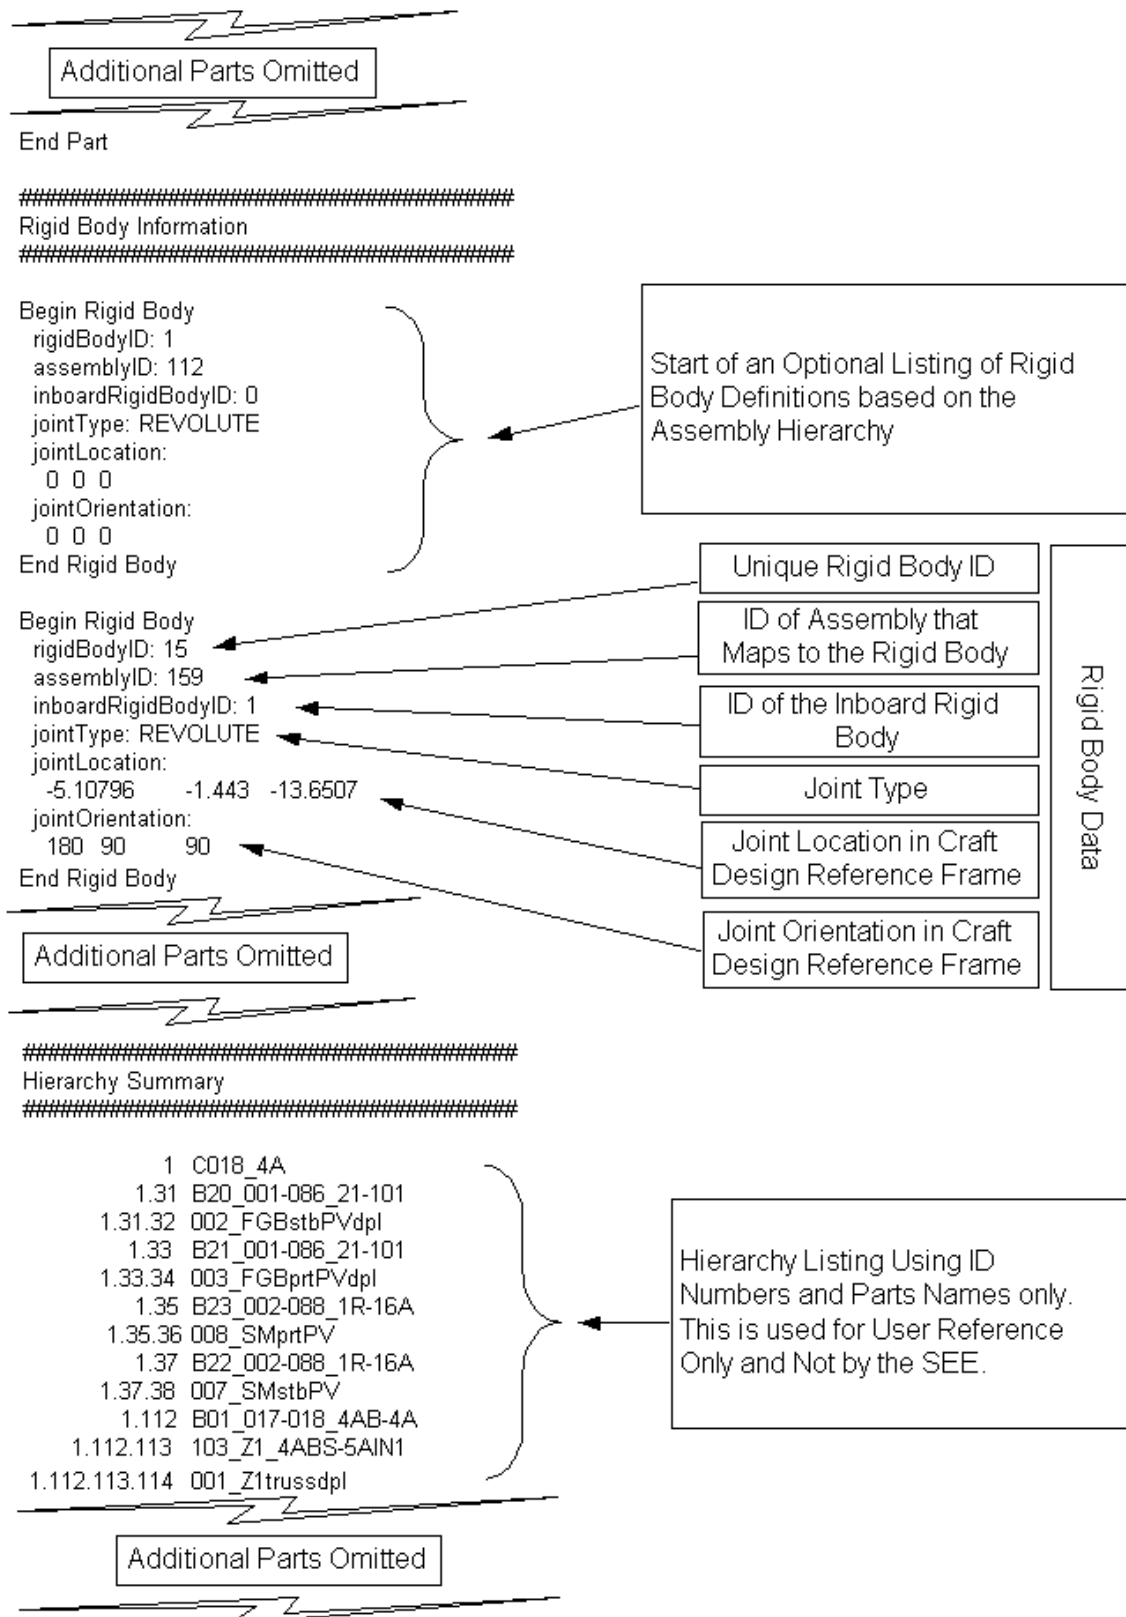 Additional Parts Omitted
End Part
##################################################
Rigid Body Information
##################################################
Begin Rigid Body
rigidBodyID: 1
assemblyID: 112
inboardRigidBodyID: 0
jointType: REVOLUTE
jointLocation:
0 0 0
jointOrientation:
0 0 0
End Rigid Body
Start of an Optional Listing of Rigid
Body Definitions based on the
Assembly Hierarchy
Begin Rigid Body
rigidBodyID: 15
assemblyID: 159
inboardRigidBodyID: 1
jointType: REVOLUTE
jointLocation:
-5.10796 -1.443 -13.6507
jointOrientation:
180 90 90
End Rigid Body
Unique Rigid Body ID
ID of Assembly that
Maps to the Rigid Body
ID of the Inboard Rigid
Body
Joint Type
Joint Location in Craft
Design Reference Frame
Joint Orientation in Craft
Design Reference Frame
Rigid Body Data
Additional Parts Omitted
##################################################
Hierarchy Summary
##################################################
1 C018_4A
1.31 B20_001-086_21-101
1.31.32 002_FGBstbPVdpl
1.33 B21_001-086_21-101
1.33.34 003_FGBprtPVdpl
1.35 B23_002-088_1R-16A
1.35.36 008_SMprtPV
1.37 B22_002-088_1R-16A
1.37.38 007_SMstbPV
1.112 B01_017-018_4AB-4A
1.112.113 103_Z1_4ABS-5AIN1
1.112.113.114 001_Z1trussdpl
Hierarchy Listing Using ID
Numbers and Parts Names only.
This is used for User Reference
Only and Not by the SEE.
Additional Parts Omitted